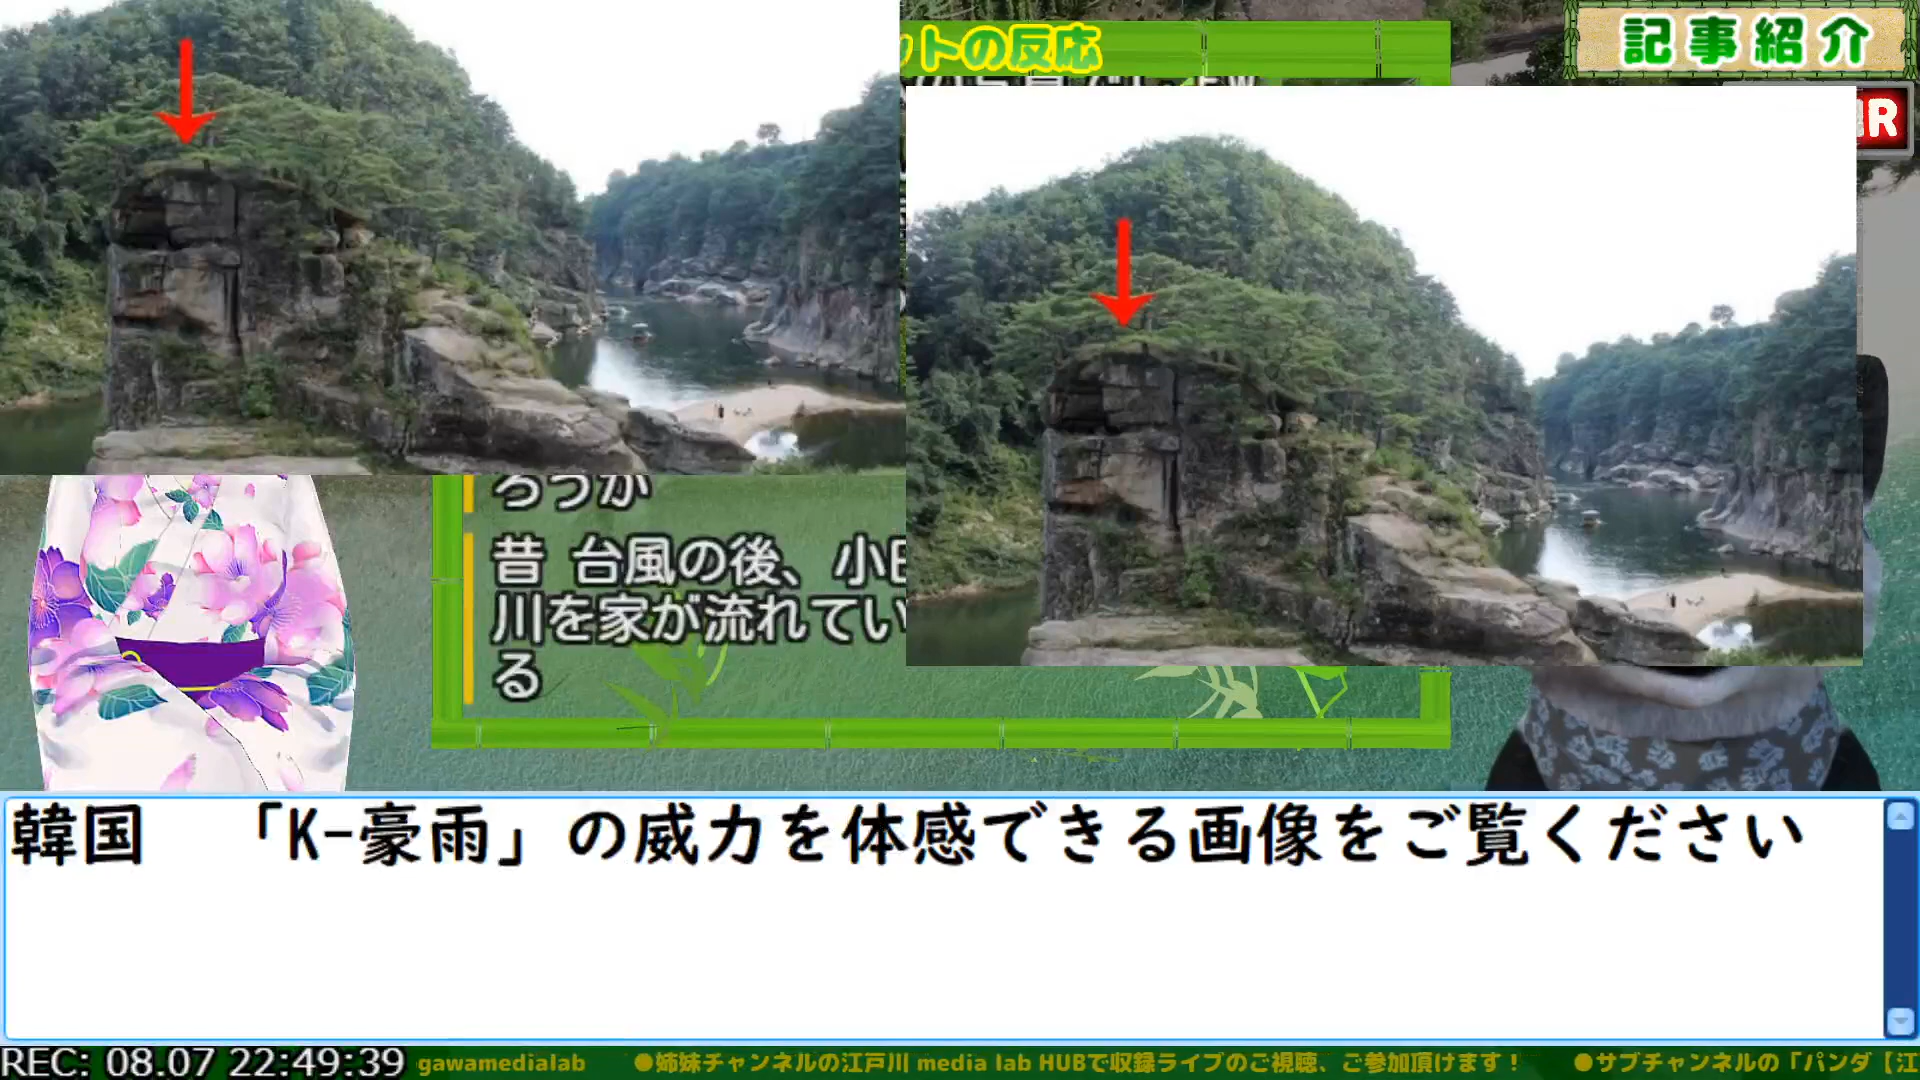 ットの反応
記事紹介
R
ろうか
昔 台風の後、小田
川を家が流れてい
る
韓国 「K-豪雨」の威力を体感できる画像をご覧ください
REC: 08.07 22:49:39
gawamedialab ●姉妹チャンネルの江戸川 media lab HUBで収録ライブのご視聴、ご参加頂けます! ●サブチャンネルの「パンダ【江